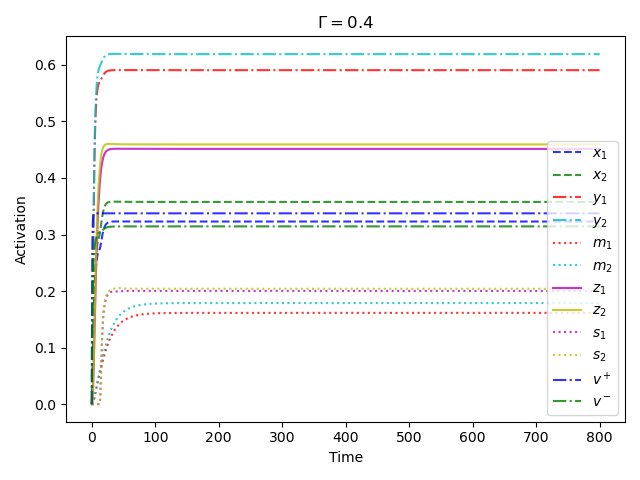 Γ = 0.4
Activation
0.6
0.5
0.4
0.3
0.2
0.1
0.0
x₁
x₂
y₁
y₂
m₁
m₂
z₁
z₂
s₁
s₂
v⁺
v⁻
0 100 200 300 400 500 600 700 800
Time